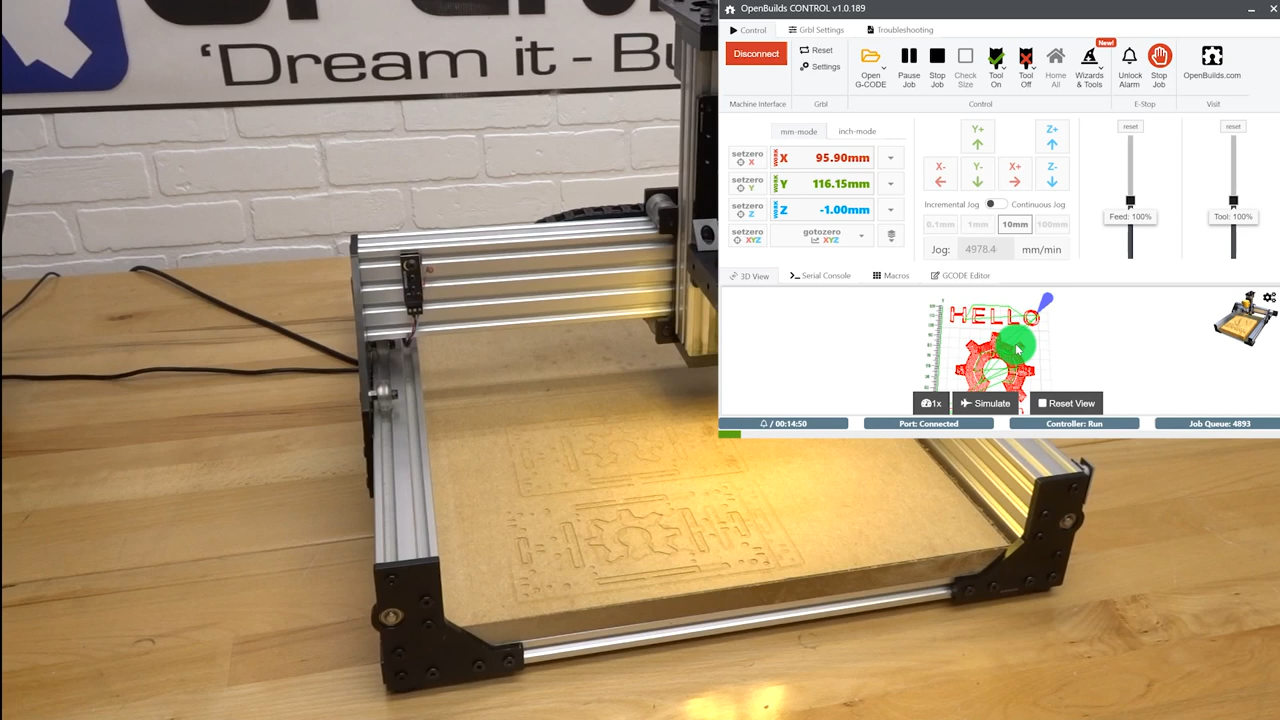 'Dream it - Bu
OpenBuilds CONTROL v1.0.189
Control
Grbl Settings
Troubleshooting
Disconnect
Reset
Settings
Open G-CODE
Pause Job
Stop Job
Check Size
Tool On
Tool Off
Home All
New!
Wizards & Tools
Unlock Alarm
Stop Job
OpenBuilds.com
Machine Interface
Grbl
Control
E-Stop
Visit
mm-mode
inch-mode
setzero X
WORK X 95.90mm
setzero Y
WORK Y 116.15mm
setzero Z
WORK Z -1.00mm
setzero XYZ
gotozero XYZ
Y+
Z+
X-
Y-
X+
Z-
Incremental Jog
Continuous Jog
0.1mm
1mm
10mm
100mm
Jog: 4978.4 mm/min
reset
Feed: 100%
reset
Tool: 100%
3D View
Serial Console
Macros
GCODE Editor
HELLO
1x
Simulate
Reset View
/ 00:14:50
Port: Connected
Controller: Run
Job Queue: 4893